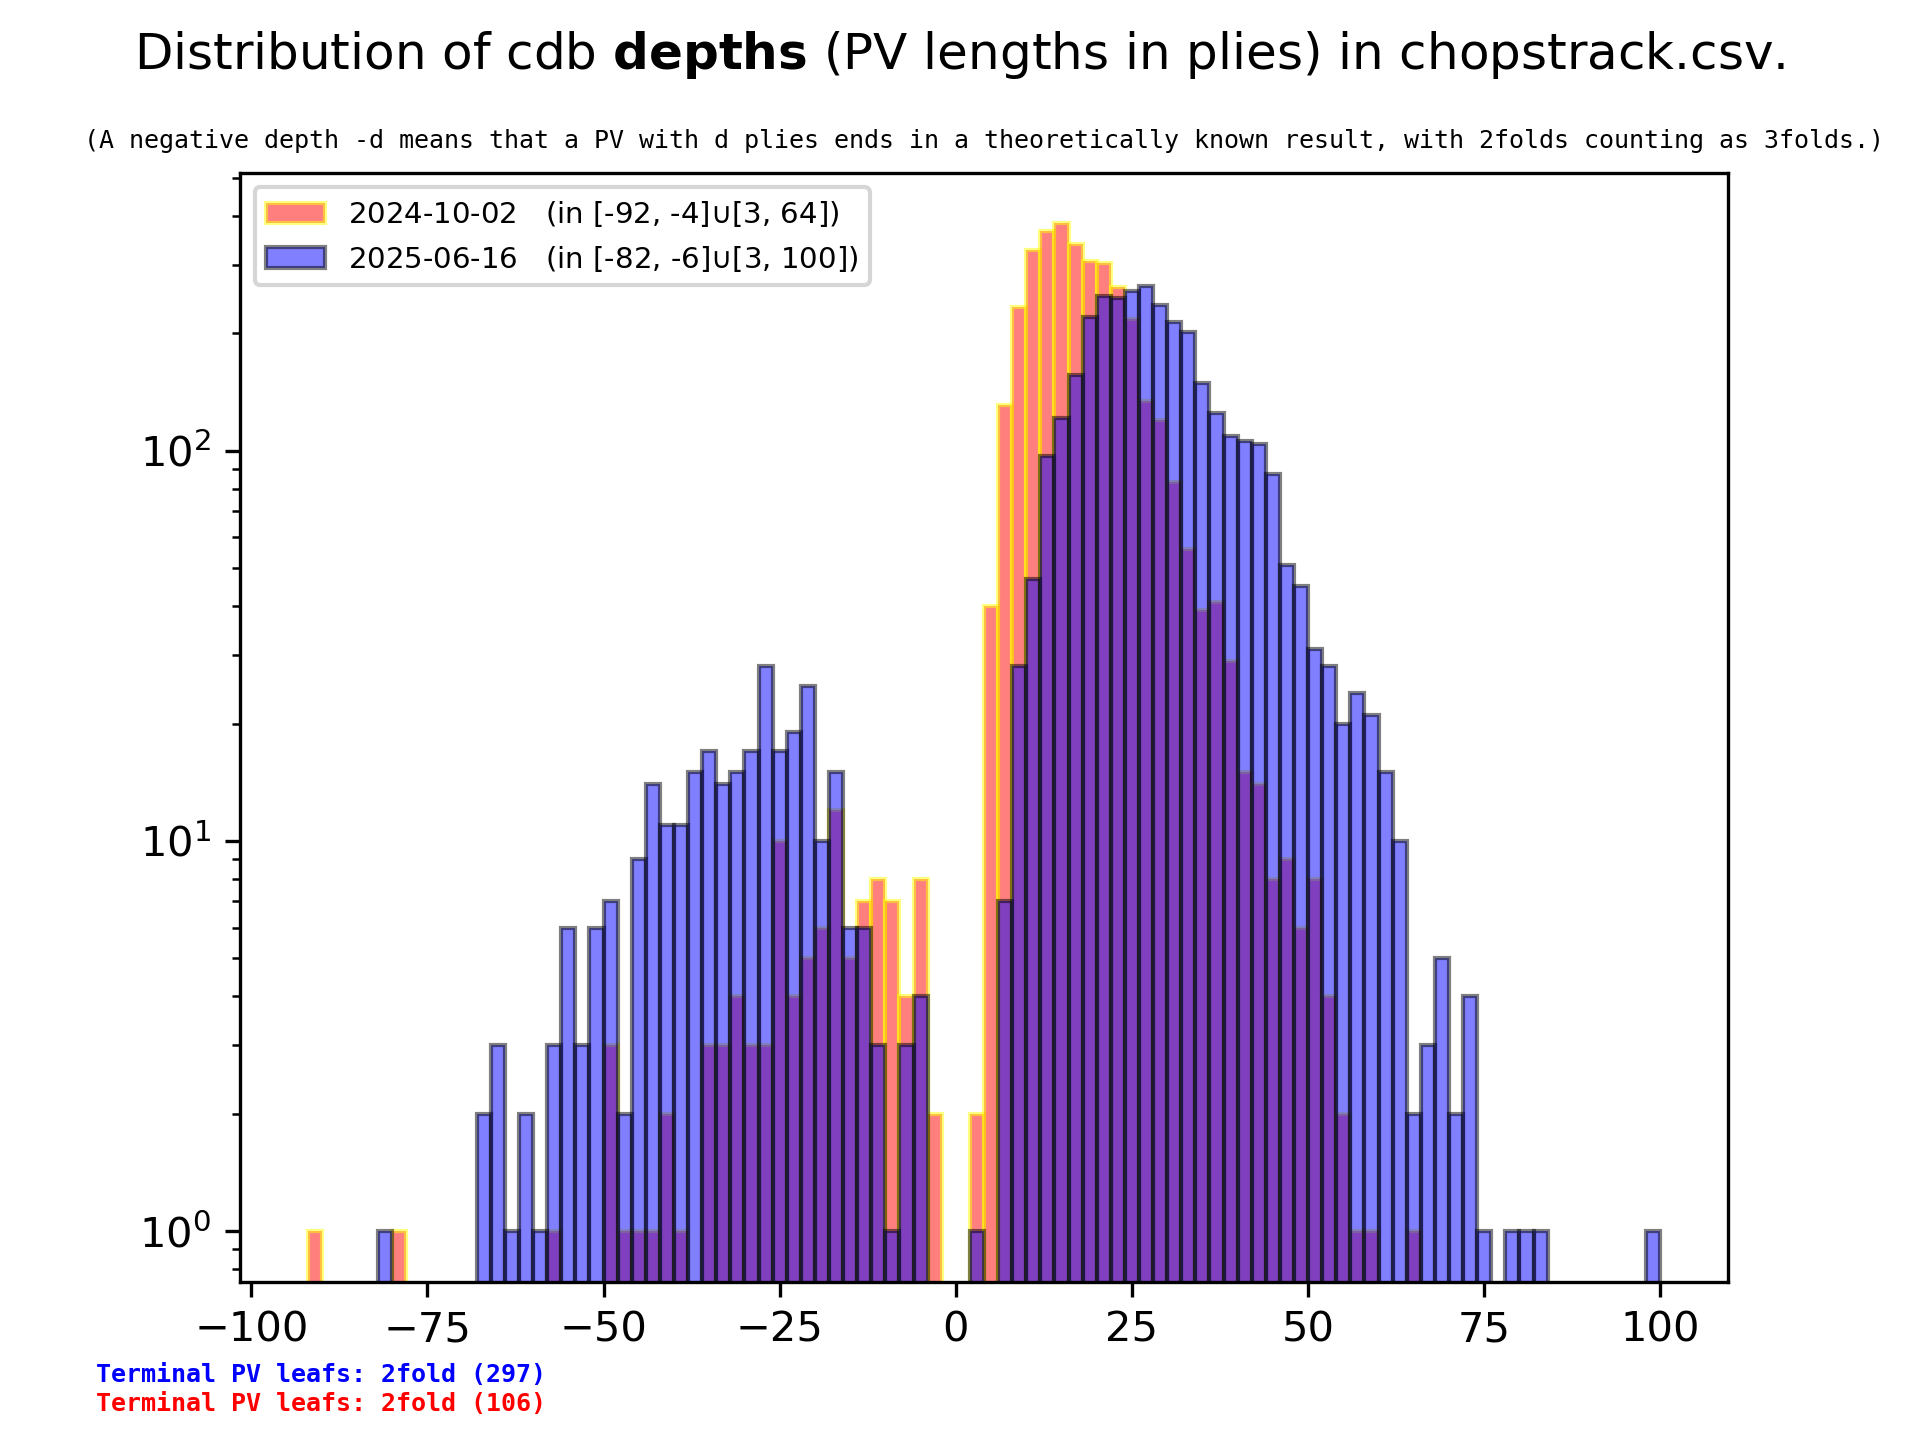 Distribution of cdb depths (PV lengths in plies) in chopstrack.csv.
(A negative depth -d means that a PV with d plies ends in a theoretically known result, with 2folds counting as 3folds.)
2024-10-02 (in [-92, -4]∪[3, 64])
2025-06-16 (in [-82, -6]∪[3, 100])
10²
10¹
10⁰
−100 −75 −50 −25 0 25 50 75 100
Terminal PV leafs: 2fold (297)
Terminal PV leafs: 2fold (106)